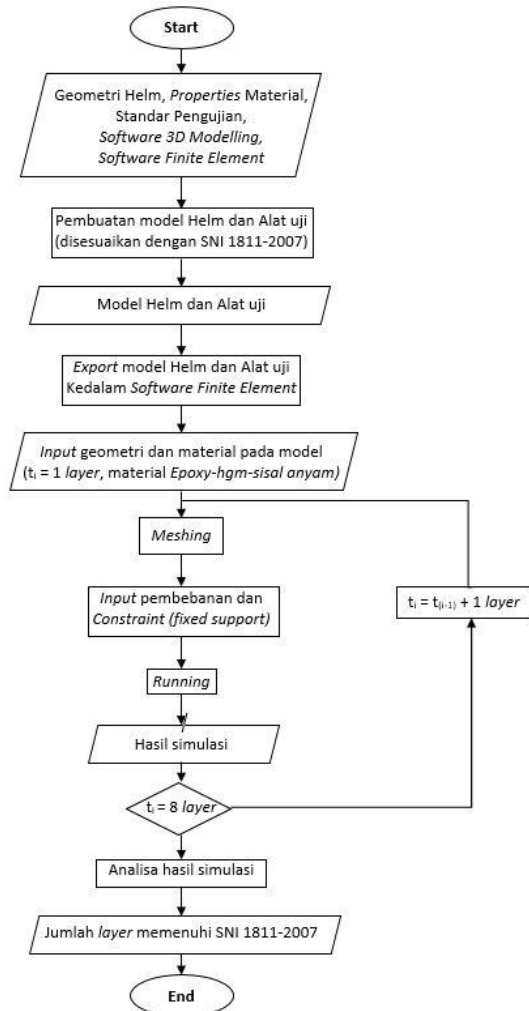 Start
Geometri Helm, Properties Material,
Standar Pengujian,
Software 3D Modelling,
Software Finite Element
Pembuatan model Helm dan Alat uji
(disesuaikan dengan SNI 1811-2007)
Model Helm dan Alat uji
Export model Helm dan Alat uji
Kedalam Software Finite Element
Input geometri dan material pada model
(ti = 1 layer, material Epoxy-hgm-sisal anyam)
Meshing
Input pembebanan dan
Constraint (fixed support)
ti = t(i-1) + 1 layer
Running
Hasil simulasi
ti = 8 layer
Analisa hasil simulasi
Jumlah layer memenuhi SNI 1811-2007
End